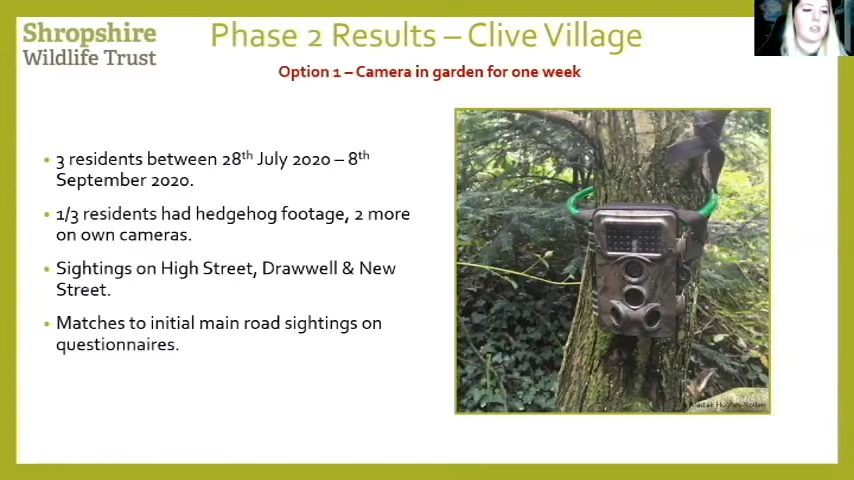 Shropshire
Wildlife Trust
Phase 2 Results – Clive Village
Option 1 – Camera in garden for one week
• 3 residents between 28th July 2020 – 8th
September 2020.
• 1/3 residents had hedgehog footage, 2 more
on own cameras.
• Sightings on High Street, Drawwell & New
Street.
• Matches to initial main road sightings on
questionnaires.